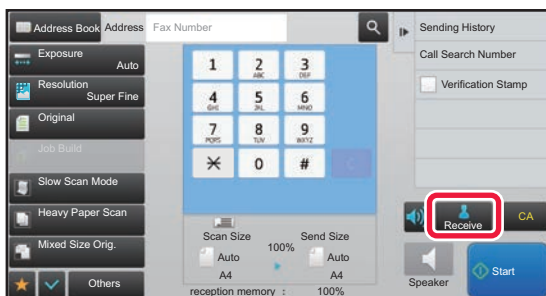 Address Book
Address
Fax Number
Sending History
Exposure
Auto
Call Search Number
Resolution
Super Fine
Verification Stamp
Original
Job Build
Slow Scan Mode
Heavy Paper Scan
Mixed Size Orig.
Others
1
2
ABC
3
DEF
4
GHI
5
JKL
6
MNO
7
PQRS
8
TUV
9
WXYZ
0
#
C
Scan Size
100%
Send Size
Auto
Auto
A4
A4
reception memory : 100%
Receive
CA
Speaker
Start